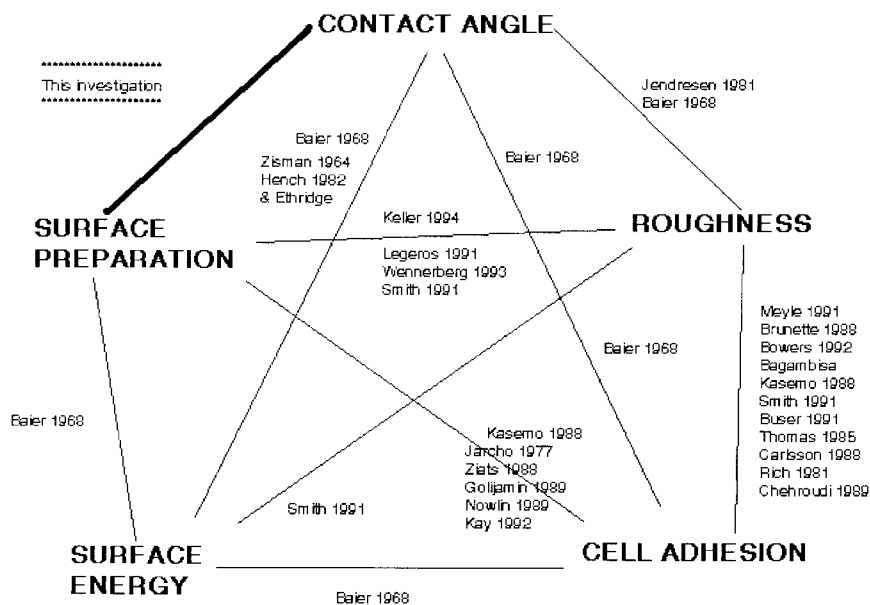 CONTACT ANGLE
This investigation
Jendresen 1981
Baier 1968
Baier 1968
Zisman 1964
Hench 1982
& Ethridge
Baier 1968
Keller 1994
SURFACE
PREPARATION
ROUGHNESS
Legeros 1991
Wennerberg 1993
Smith 1991
Meyle 1991
Brunette 1988
Bowers 1992
Bagambisa
Kasemo 1988
Smith 1991
Buser 1991
Thomas 1985
Carlsson 1988
Rich 1981
Chehroudi 1989
Baier 1968
Baier 1968
Kasemo 1988
Jarcho 1977
Ziats 1988
Golijamin 1989
Nowlin 1989
Kay 1992
Smith 1991
SURFACE
ENERGY
CELL ADHESION
Baier 1968